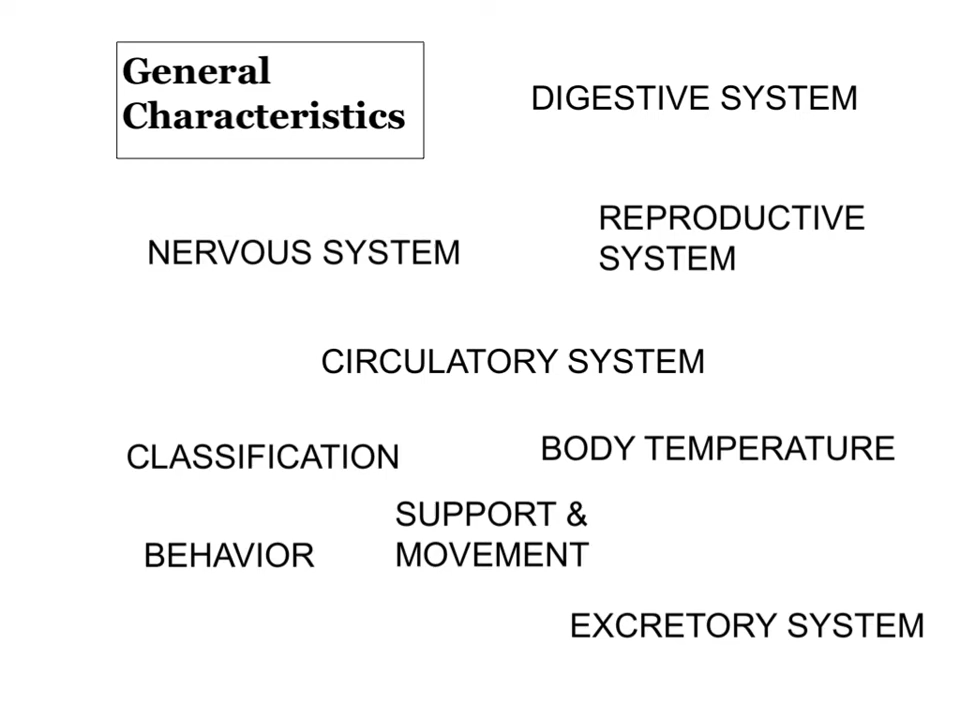 General
Characteristics
DIGESTIVE SYSTEM
NERVOUS SYSTEM
REPRODUCTIVE
SYSTEM
CIRCULATORY SYSTEM
CLASSIFICATION
BODY TEMPERATURE
BEHAVIOR
SUPPORT &
MOVEMENT
EXCRETORY SYSTEM